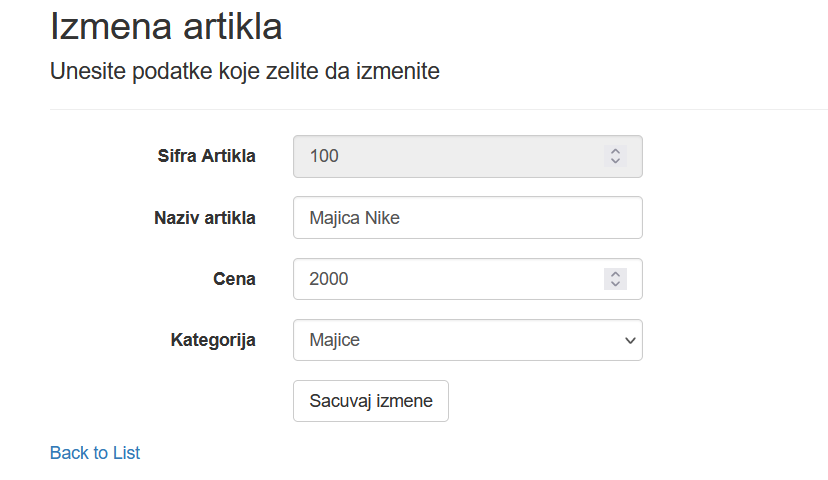 Izmena artikla
Unesite podatke koje zelite da izmenite
Sifra Artikla 100
Naziv artikla Majica Nike
Cena 2000
Kategorija Majice
Sacuvaj izmene
Back to List